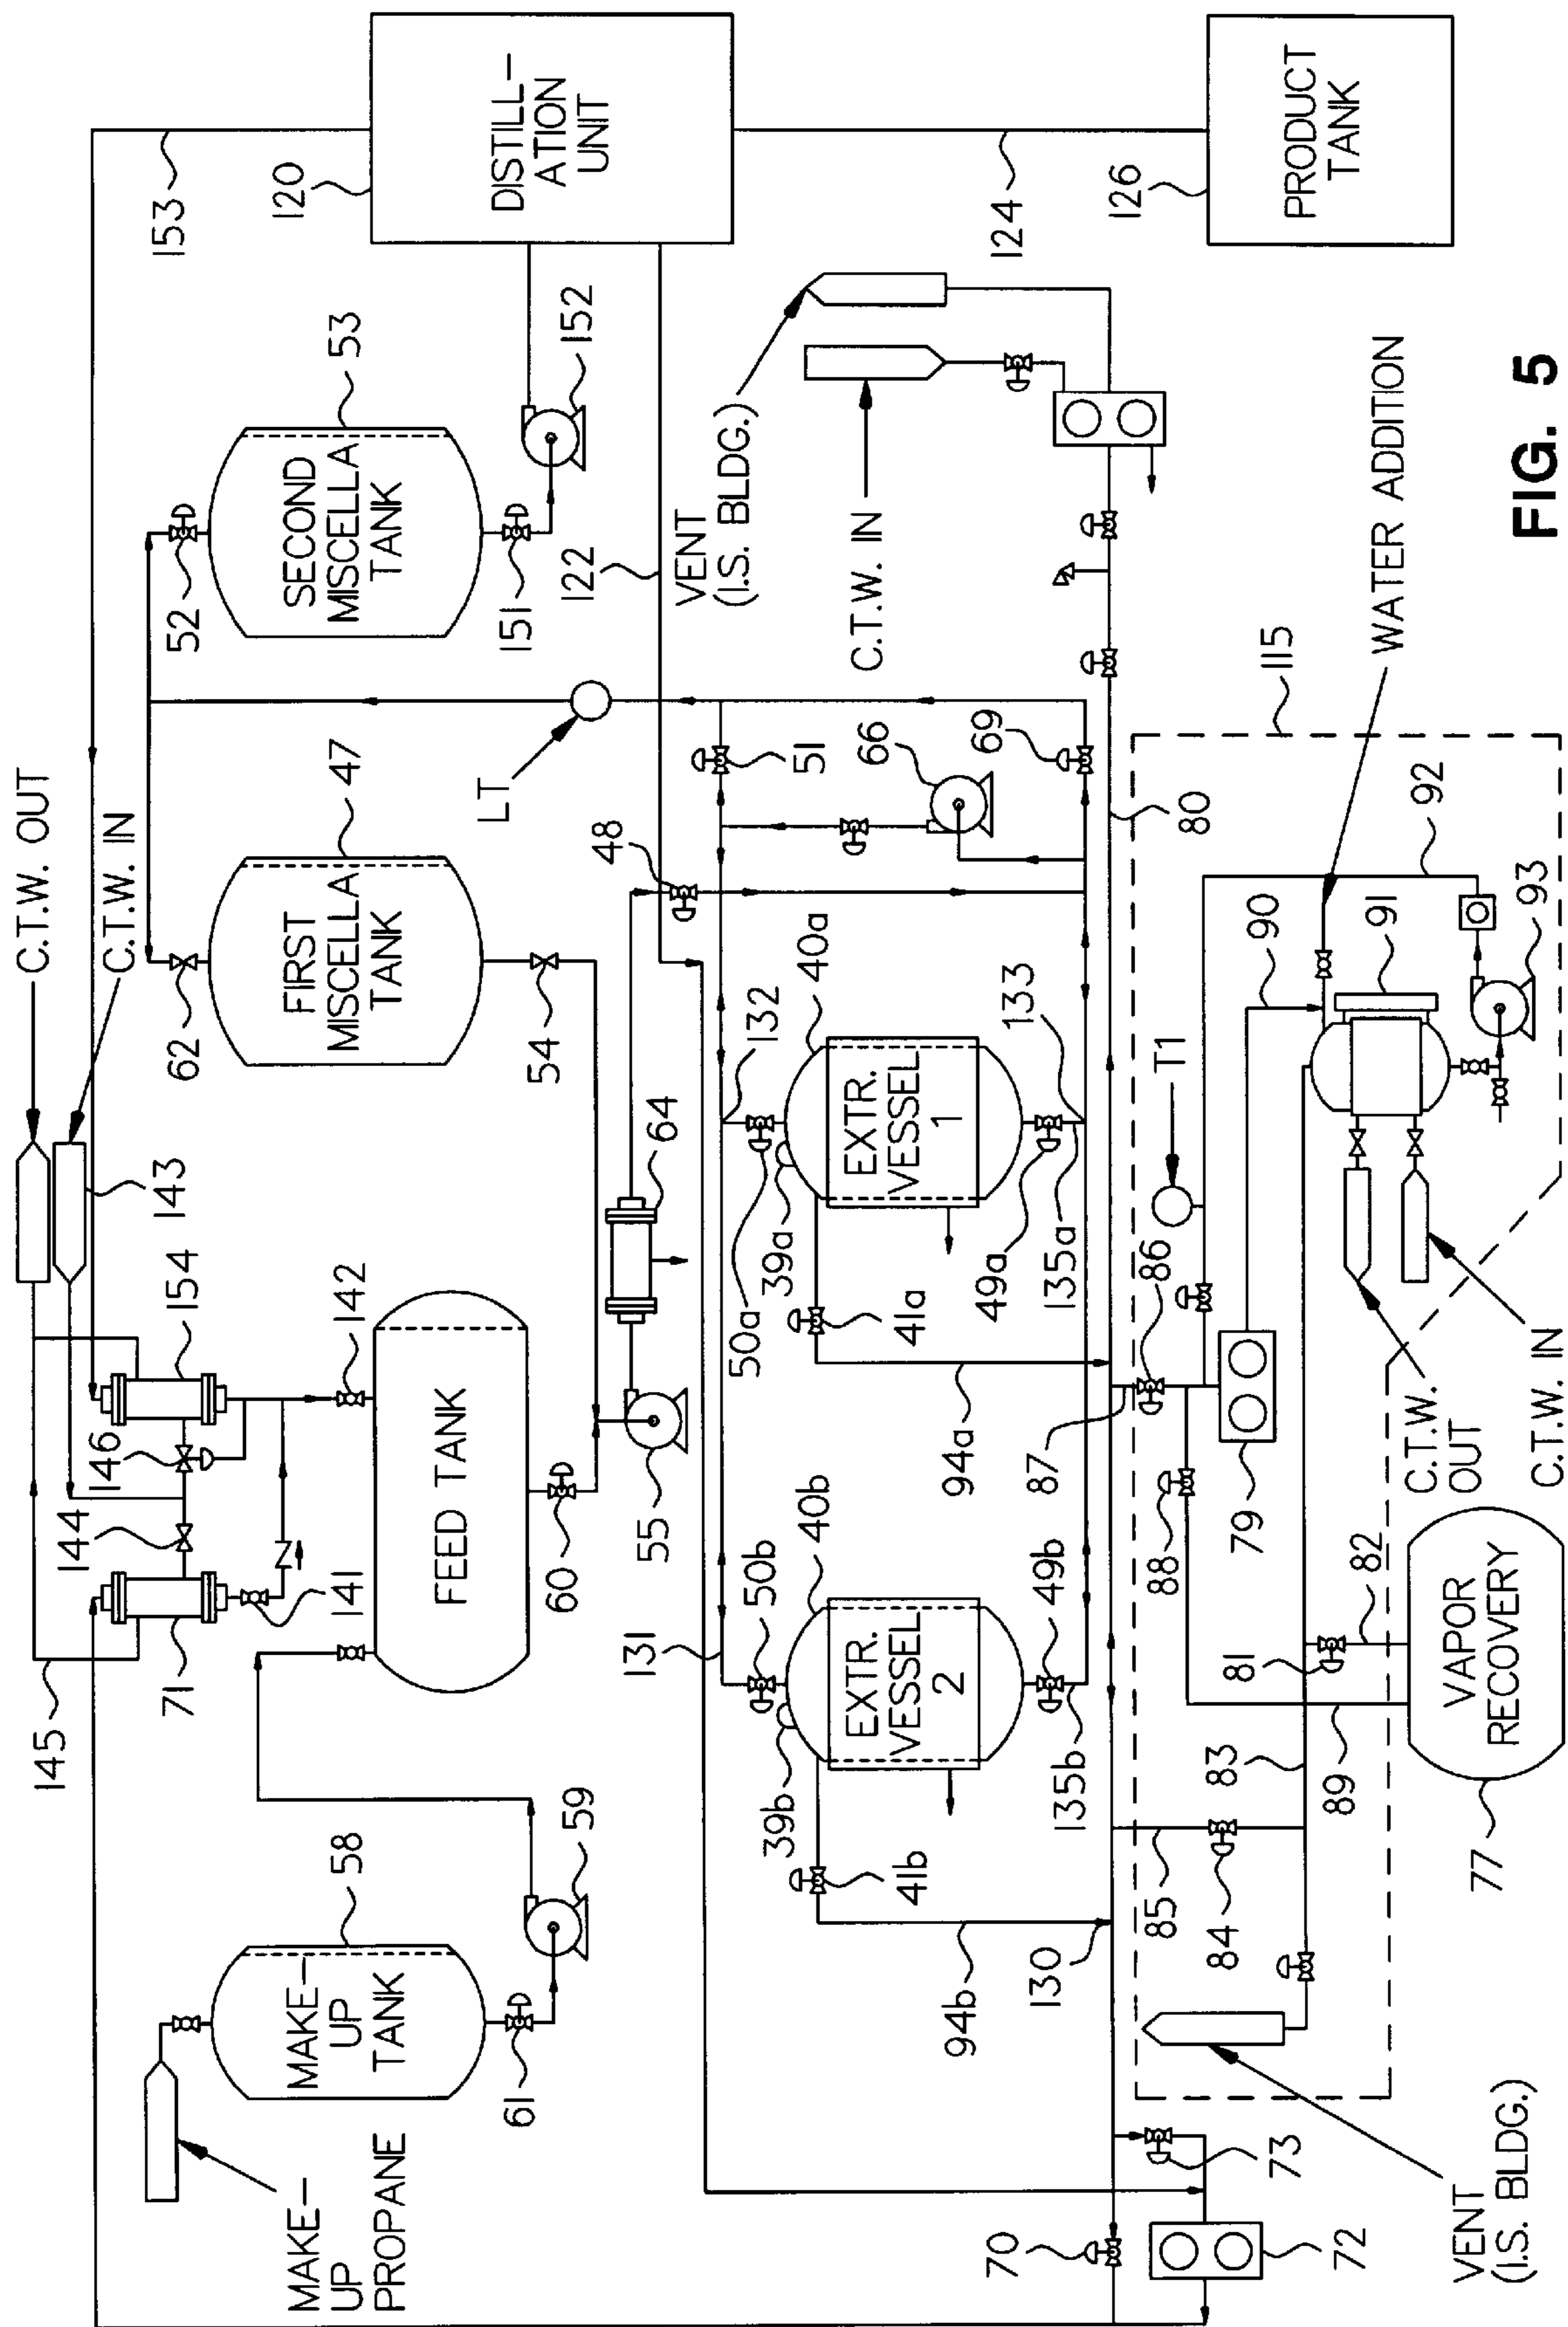 MAKE-
UP
PROPANE
MAKE-
UP
TANK
58
61
59
145
71
144
146
141
142
154
143
C.T.W. OUT
C.T.W. IN
153
FEED TANK
60
55
64
FIRST
MISCELLA
TANK
47
62
54
SECOND
MISCELLA
TANK
53
52
151
152
DISTILL-
ATION
UNIT
120
122
124
PRODUCT
TANK
126
LT
48
51
66
69
80
VENT
(I.S. BLDG.)
C.T.W. IN
131
50b
40b
39b
EXTR.
VESSEL
2
49b
135b
41b
94b
130
132
50a
40a
39a
EXTR.
VESSEL
1
49a
135a
133
41a
94a
87
86
T1
70
73
72
VENT
(I.S. BLDG.)
85
84
83
89
88
81
82
79
VAPOR
RECOVERY
77
90
91
92
93
115
WATER ADDITION
C.T.W.
OUT
C.T.W. IN
FIG. 5